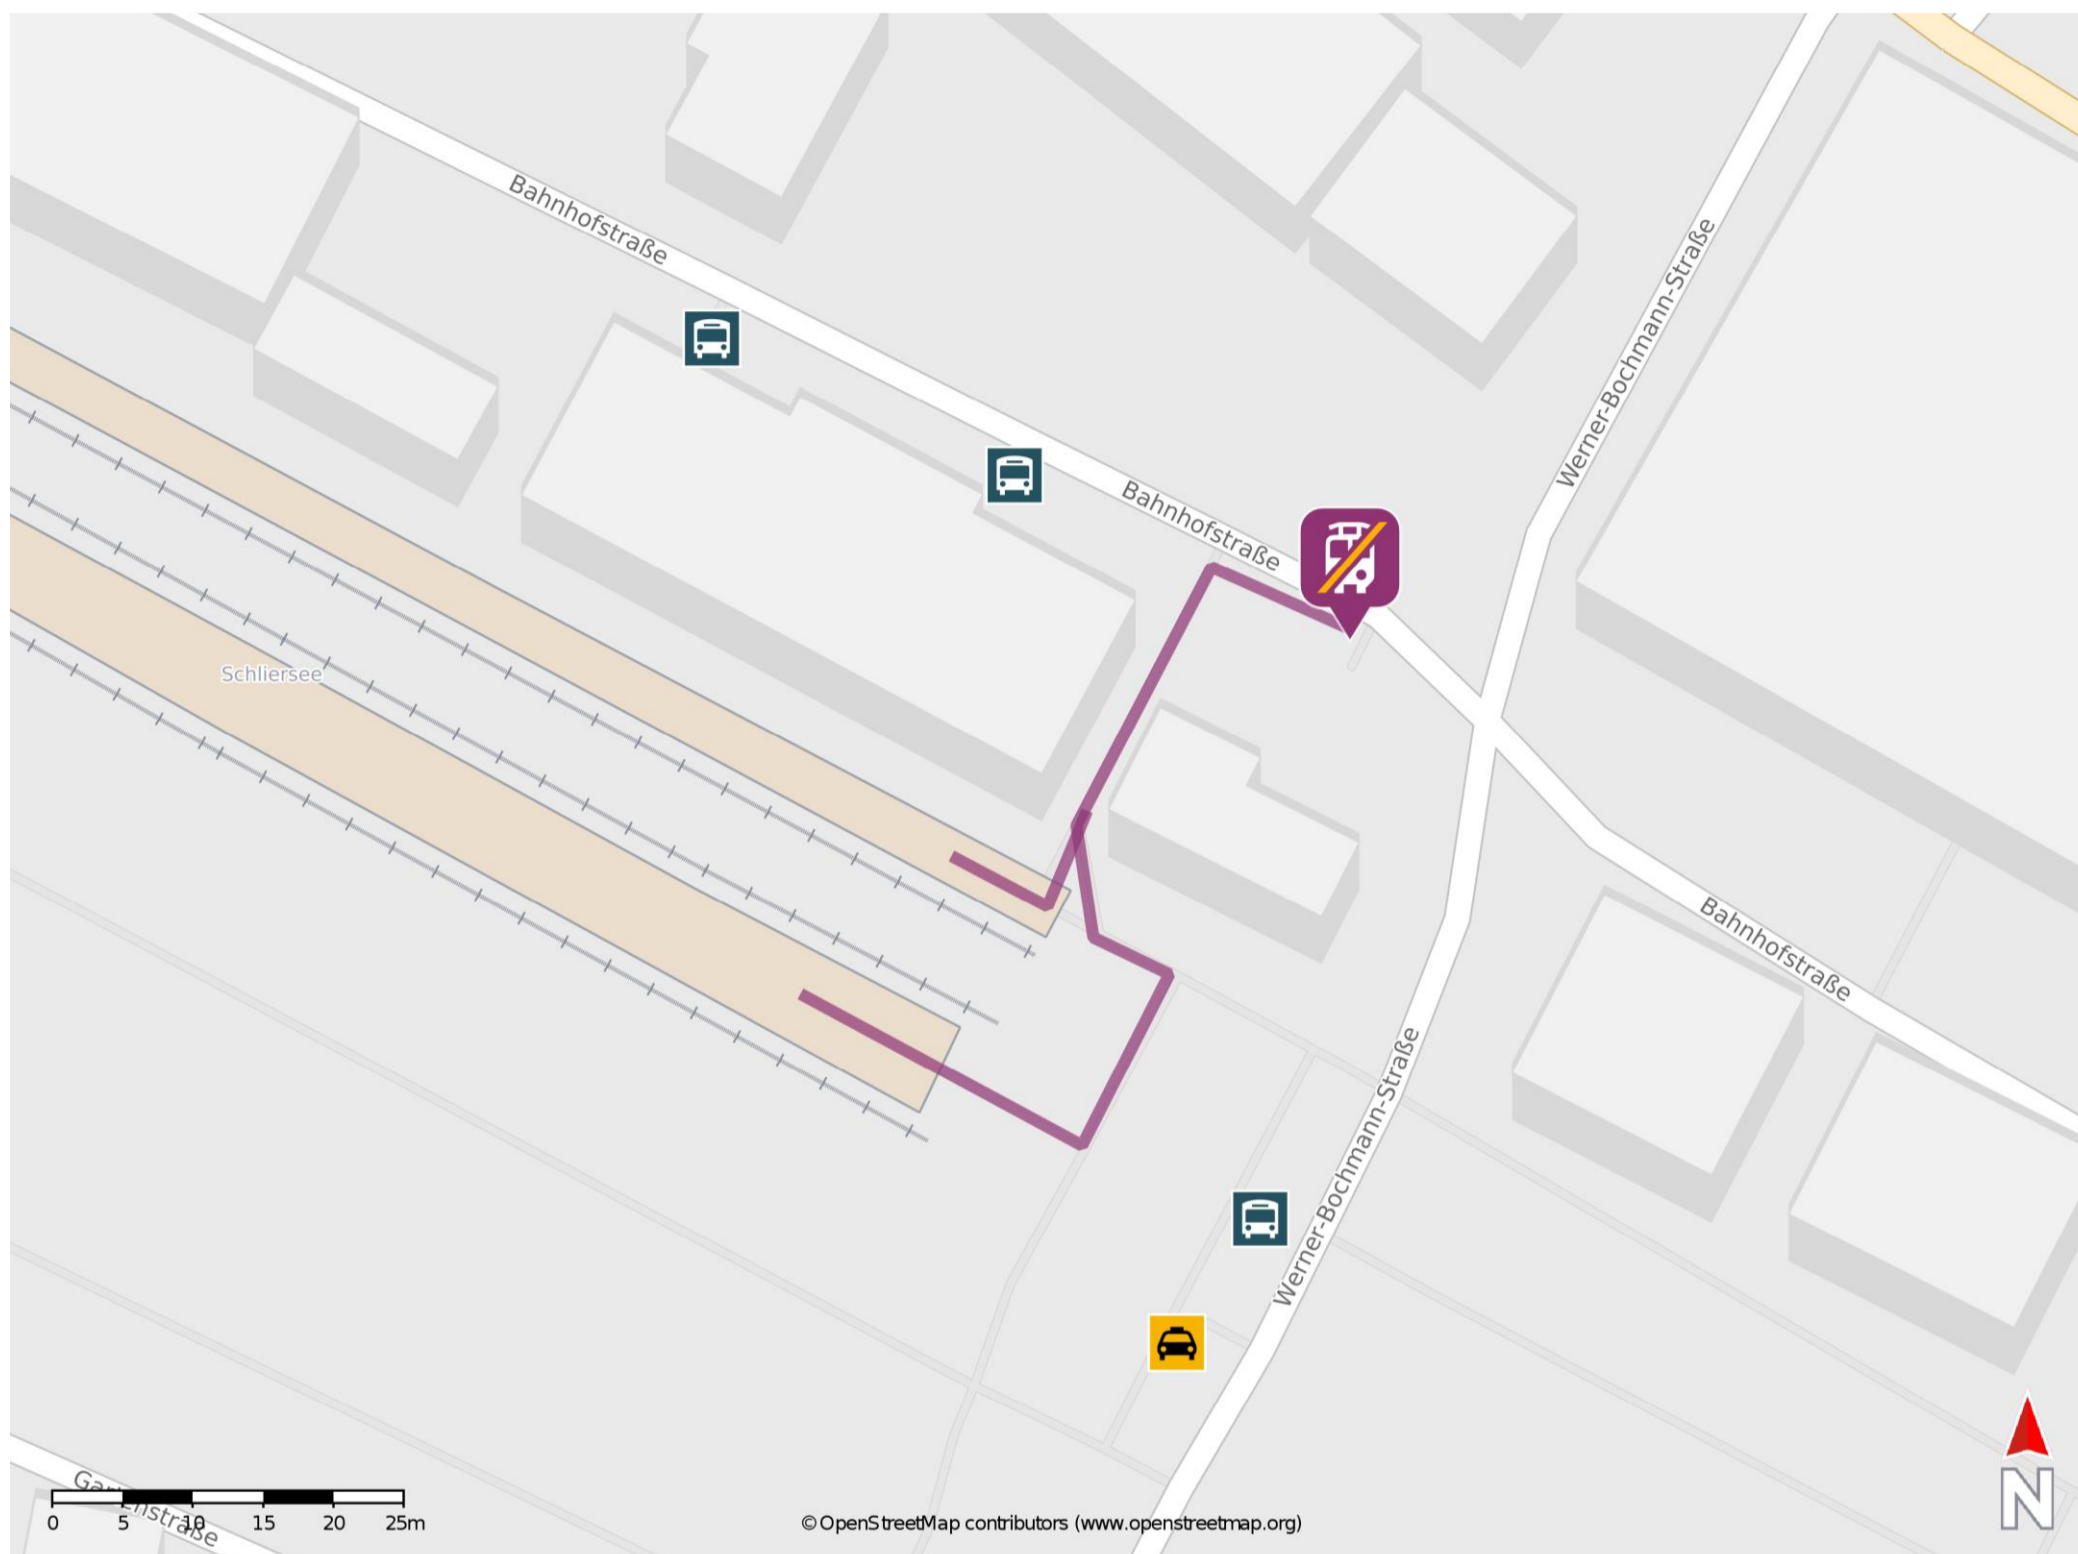 Bahnhofstraße
Werner-Bochmann-Straße
Bahnhofstraße
Schliersee
Bahnhofstraße
Werner-Bochmann-Straße
Gartenstraße
0 5 10 15 20 25m
© OpenStreetMap contributors (www.openstreetmap.org)
N